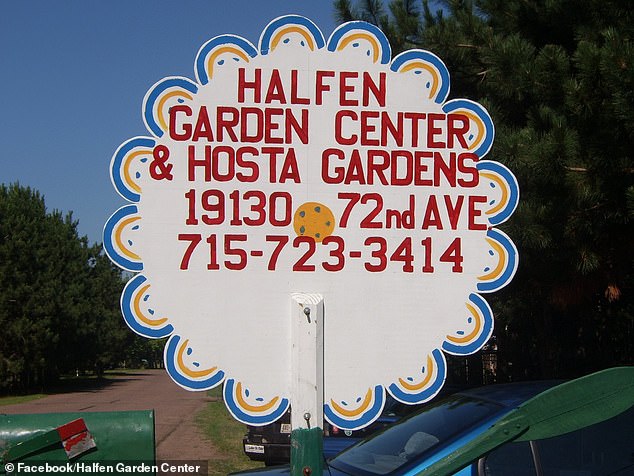 HALFEN
GARDEN CENTER
& HOSTA GARDENS
19130 72nd AVE
715-723-3414
©Facebook/Halfen Garden Center